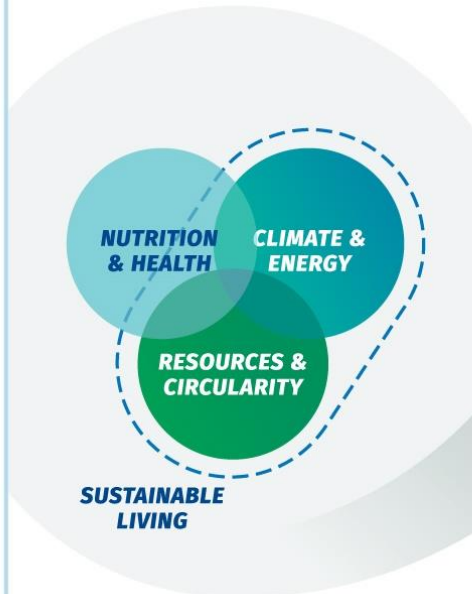 NUTRITION
& HEALTH
CLIMATE &
ENERGY
RESOURCES &
CIRCULARITY
SUSTAINABLE
LIVING